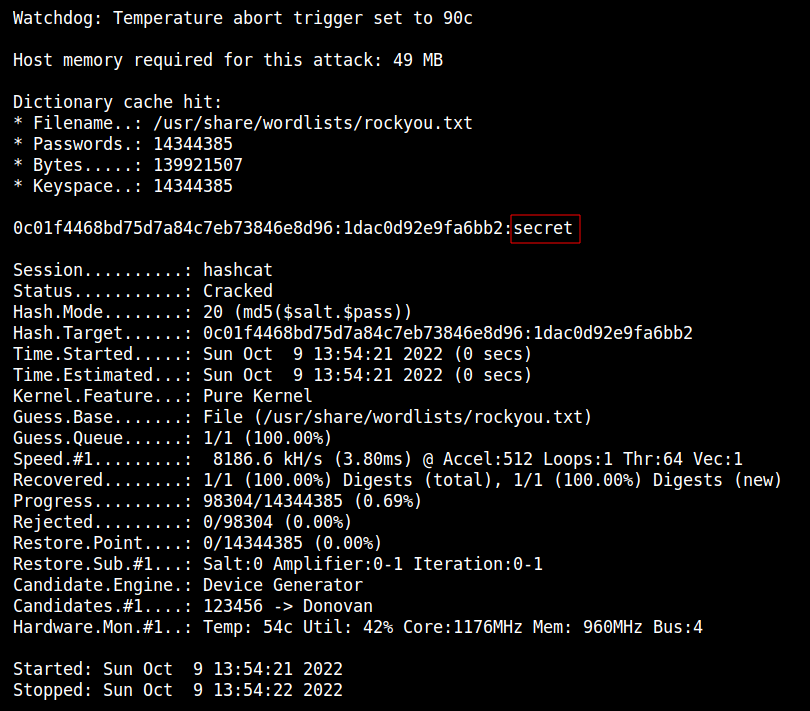 Watchdog: Temperature abort trigger set to 90c
Host memory required for this attack: 49 MB
Dictionary cache hit:
* Filename..: /usr/share/wordlists/rockyou.txt
* Passwords.: 14344385
* Bytes.....: 139921507
* Keyspace..: 14344385
0c01f4468bd75d7a84c7eb73846e8d96:1dac0d92e9fa6bb2:secret
Session..........: hashcat
Status...........: Cracked
Hash.Mode........: 20 (md5($salt.$pass))
Hash.Target......: 0c01f4468bd75d7a84c7eb73846e8d96:1dac0d92e9fa6bb2
Time.Started.....: Sun Oct  9 13:54:21 2022 (0 secs)
Time.Estimated...: Sun Oct  9 13:54:21 2022 (0 secs)
Kernel.Feature...: Pure Kernel
Guess.Base.......: File (/usr/share/wordlists/rockyou.txt)
Guess.Queue......: 1/1 (100.00%)
Speed.#1.........:  8186.6 kH/s (3.80ms) @ Accel:512 Loops:1 Thr:64 Vec:1
Recovered........: 1/1 (100.00%) Digests (total), 1/1 (100.00%) Digests (new)
Progress.........: 98304/14344385 (0.69%)
Rejected.........: 0/98304 (0.00%)
Restore.Point....: 0/14344385 (0.00%)
Restore.Sub.#1...: Salt:0 Amplifier:0-1 Iteration:0-1
Candidate.Engine.: Device Generator
Candidates.#1....: 123456 -> Donovan
Hardware.Mon.#1..: Temp: 54c Util: 42% Core:1176MHz Mem: 960MHz Bus:4
Started: Sun Oct  9 13:54:21 2022
Stopped: Sun Oct  9 13:54:22 2022